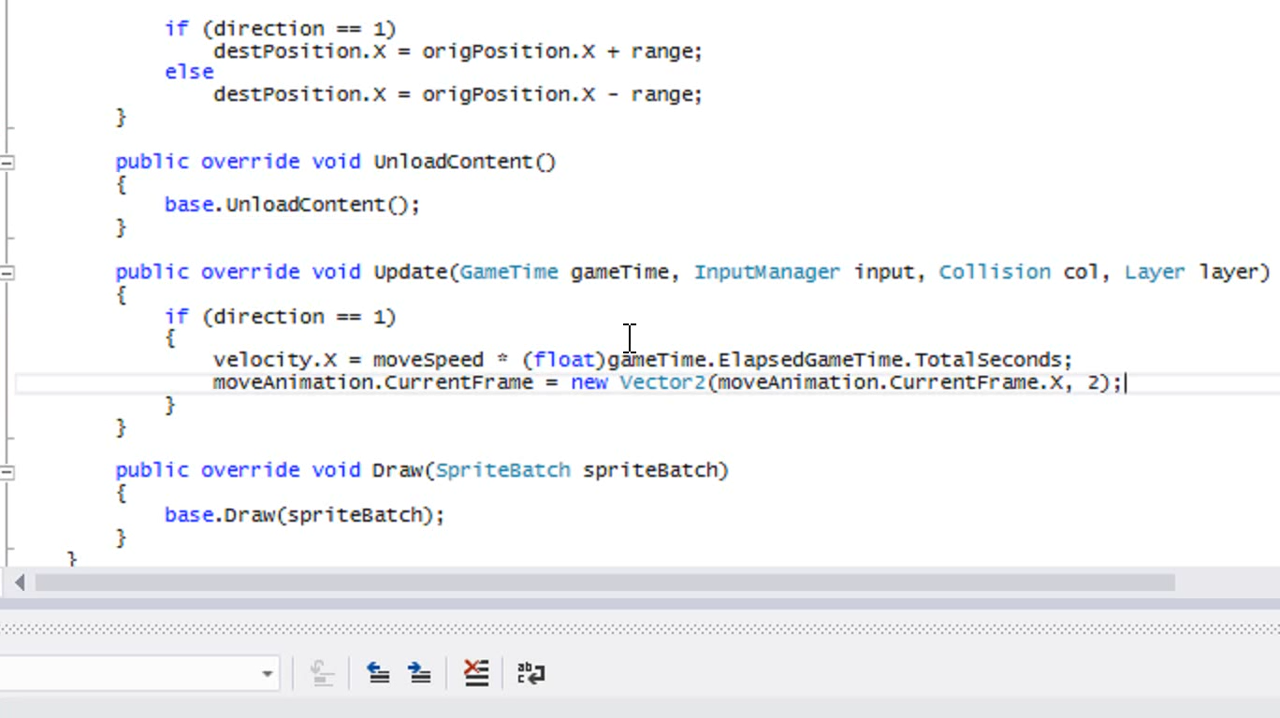 if (direction == 1)
destPosition.X = origPosition.X + range;
else
destPosition.X = origPosition.X - range;
}
public override void UnloadContent()
{
base.UnloadContent();
}
public override void Update(GameTime gameTime, InputManager input, Collision col, Layer layer)
{
if (direction == 1)
{
velocity.X = moveSpeed * (float)gameTime.ElapsedGameTime.TotalSeconds;
moveAnimation.CurrentFrame = new Vector2(moveAnimation.CurrentFrame.X, 2);
}
}
public override void Draw(SpriteBatch spriteBatch)
{
base.Draw(spriteBatch);
}
}